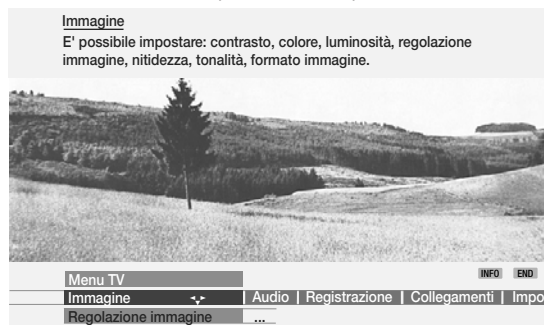 Immagine
E' possibile impostare: contrasto, colore, luminosità, regolazione
immagine, nitidezza, tonalità, formato immagine.
INFO END
Menu TV
Immagine | Audio | Registrazione | Collegamenti | Impo
Regolazione immagine ...